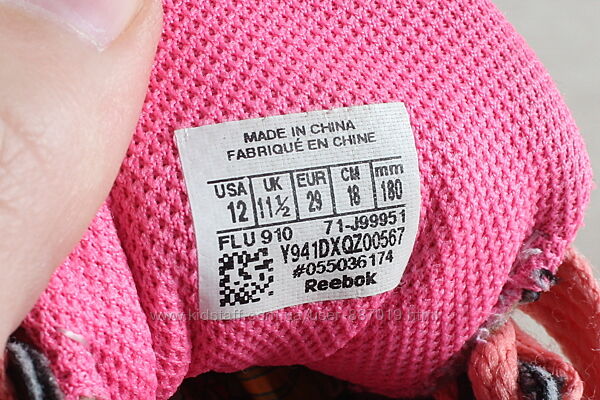 MADE IN CHINA
FABRIQUÉ EN CHINE
USA UK EUR CM mm
12 11½ 29 18 180
FLU 910 71-J99951
Y941DXQZ00567
#055036174
Reebok